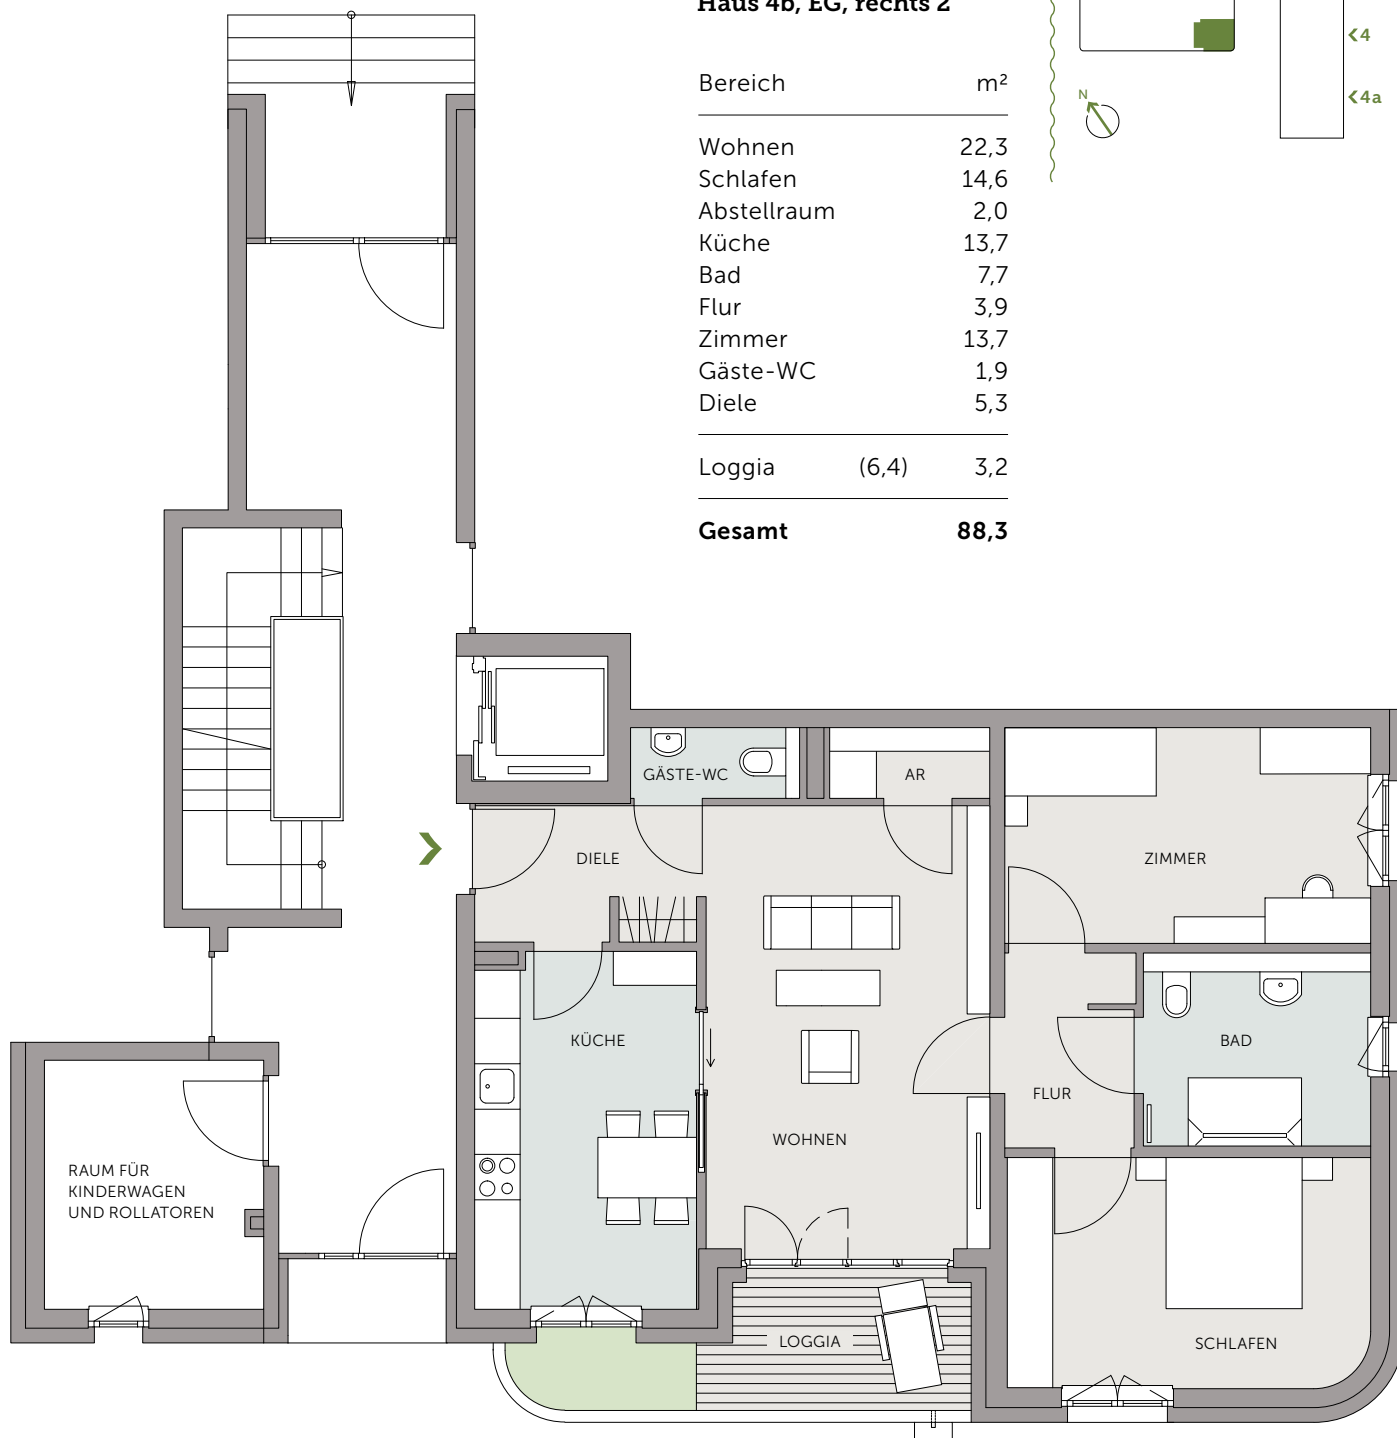 Haus 4b, EG, rechts 2
Bereich m²
Wohnen 22,3
Schlafen 14,6
Abstellraum 2,0
Küche 13,7
Bad 7,7
Flur 3,9
Zimmer 13,7
Gäste-WC 1,9
Diele 5,3
Loggia (6,4) 3,2
Gesamt 88,3
4
4a
N
GÄSTE-WC
AR
DIELE
ZIMMER
KÜCHE
BAD
FLUR
WOHNEN
RAUM FÜR
KINDERWAGEN
UND ROLLATOREN
LOGGIA
SCHLAFEN